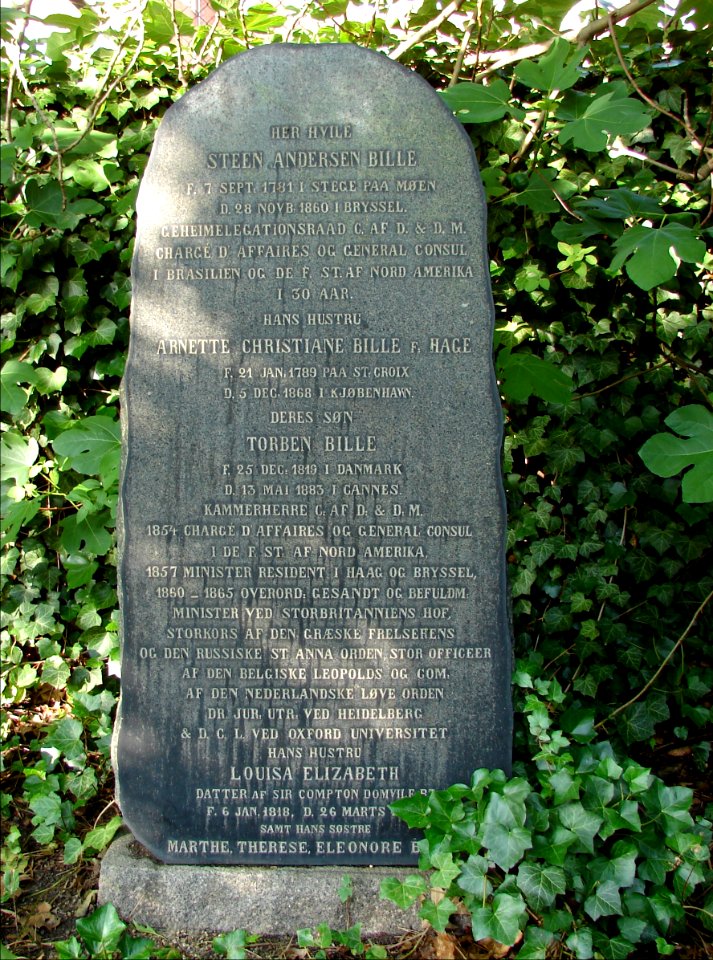 HER HVILE
STEEN ANDERSEN BILLE
F. 7 SEPT. 1781 I STEGE PAA MØEN
D. 28 NOVB. 1860 I BRYSSEL.
GEHEIMELEGATIONSRAAD C. AF D. & D. M.
CHARGÉ D AFFAIRES OG GENERAL CONSUL
I BRASILIEN OG DE F. ST. AF NORD AMERIKA
I 30 AAR.
HANS HUSTRU
ARNETTE CHRISTIANE BILLE F. HAGE
F. 21 JAN. 1789 PAA ST. CROIX
D. 5 DEC. 1868 I KJØBENHAVN.
DERES SØN
TORBEN BILLE
F. 25 DEC. 1819 I DANMARK
D. 13 MAI 1883 I CANNES.
KAMMERHERRE C. AF D. & D. M.
1854 CHARGÉ D AFFAIRES OG GENERAL CONSUL
I DE F. ST. AF NORD AMERIKA,
1857 MINISTER RESIDENT I HAAG OG BRYSSEL,
1860 – 1865 OVERORD: GESANDT OG BEFULDM:
MINISTER VED STORBRITANNIENS HOF,
STORKORS AF DEN GRÆSKE FRELSERENS
OG DEN RUSSISKE ST. ANNA ORDEN, STOR OFFICEER
AF DEN BELGISKE LEOPOLDS OG COM.
AF DEN NEDERLANDSKE LØVE ORDEN
DR. JUR. UTR. VED HEIDELBERG
& D. C. L. VED OXFORD UNIVERSITET
HANS HUSTRU
LOUISA ELIZABETH
DATTER AF SIR COMPTON DOMVILE
F. 6 JAN. 1818, D. 26 MARTS
SAMT HANS SØSTRE
MARTHE, THERESE, ELEONORE